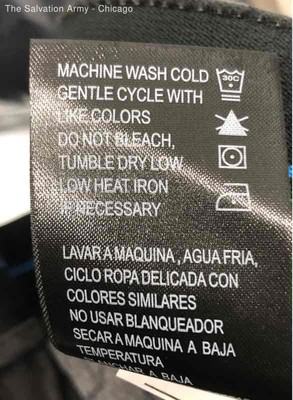 The Salvation Army - Chicago
MACHINE WASH COLD
30C
GENTLE CYCLE WITH
LIKE COLORS
DO NOT BLEACH,
TUMBLE DRY LOW
LOW HEAT IRON
IF NECESSARY
LAVAR A MAQUINA, AGUA FRIA,
CICLO ROPA DELICADA CON
COLORES SIMILARES
NO USAR BLANQUEADOR
SECAR A MAQUINA A BAJA
TEMPERATURA
PLANCHAR A BAJA